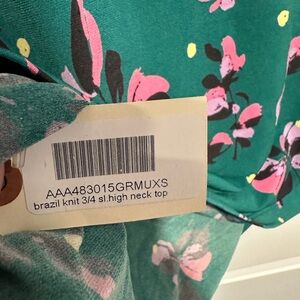 AAA483015GRMUXS
brazil knit 3/4 sl.high neck top